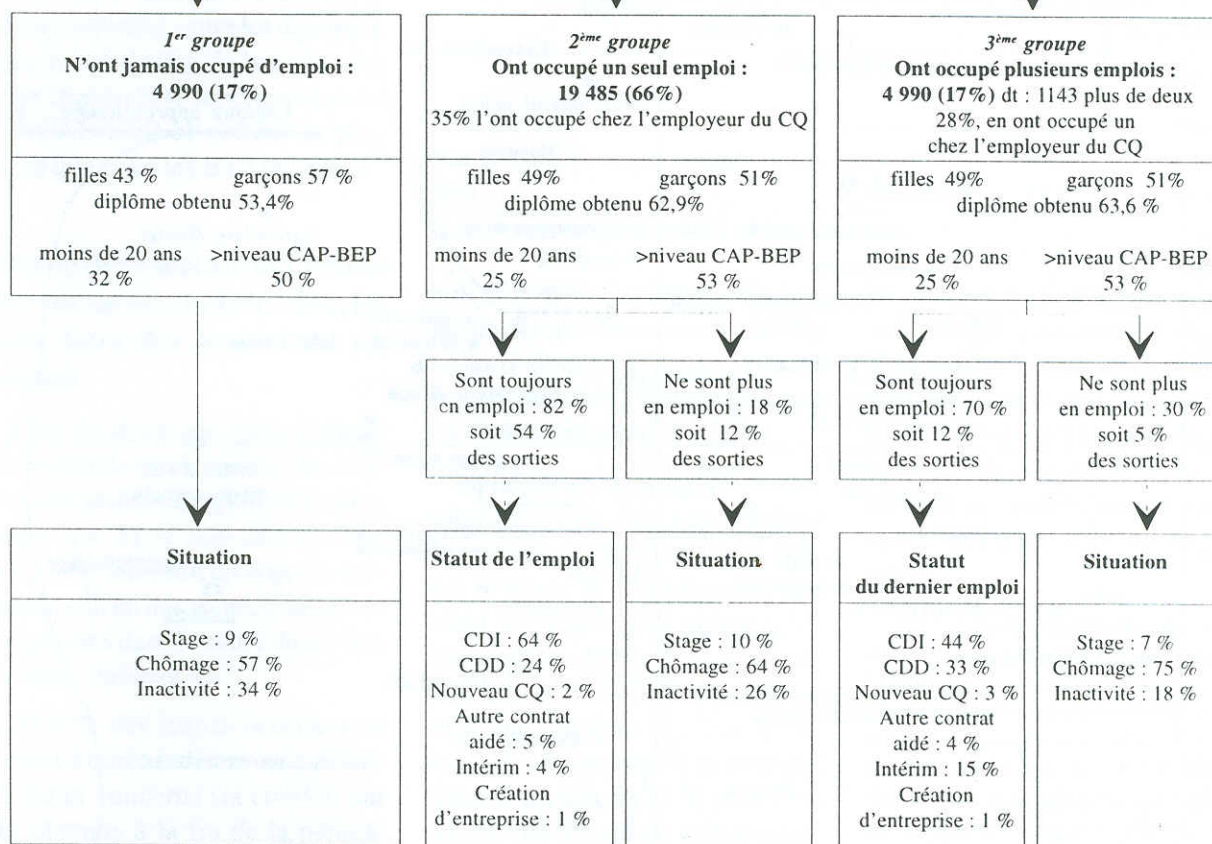 1er groupe
N'ont jamais occupé d'emploi :
4 990 (17%)
filles 43 % garçons 57 %
diplôme obtenu 53,4%
moins de 20 ans >niveau CAP-BEP
32 % 50 %
2ème groupe
Ont occupé un seul emploi :
19 485 (66%)
35% l'ont occupé chez l'employeur du CQ
filles 49% garçons 51%
diplôme obtenu 62,9%
moins de 20 ans >niveau CAP-BEP
25 % 53 %
3ème groupe
Ont occupé plusieurs emplois :
4 990 (17%) dt : 1143 plus de deux
28%, en ont occupé un
chez l'employeur du CQ
filles 49% garçons 51%
diplôme obtenu 63,6 %
moins de 20 ans >niveau CAP-BEP
25 % 53 %
Sont toujours
en emploi : 82 %
soit 54 %
des sorties
Ne sont plus
en emploi : 18 %
soit 12 %
des sorties
Sont toujours
en emploi : 70 %
soit 12 %
des sorties
Ne sont plus
en emploi : 30 %
soit 5 %
des sorties
Situation
Stage : 9 %
Chômage : 57 %
Inactivité : 34 %
Statut de l'emploi
CDI : 64 %
CDD : 24 %
Nouveau CQ : 2 %
Autre contrat
aidé : 5 %
Intérim : 4 %
Création
d'entreprise : 1 %
Situation
Stage : 10 %
Chômage : 64 %
Inactivité : 26 %
Statut
du dernier emploi
CDI : 44 %
CDD : 33 %
Nouveau CQ : 3 %
Autre contrat
aidé : 4 %
Intérim : 15 %
Création
d'entreprise : 1 %
Situation
Stage : 7 %
Chômage : 75 %
Inactivité : 18 %